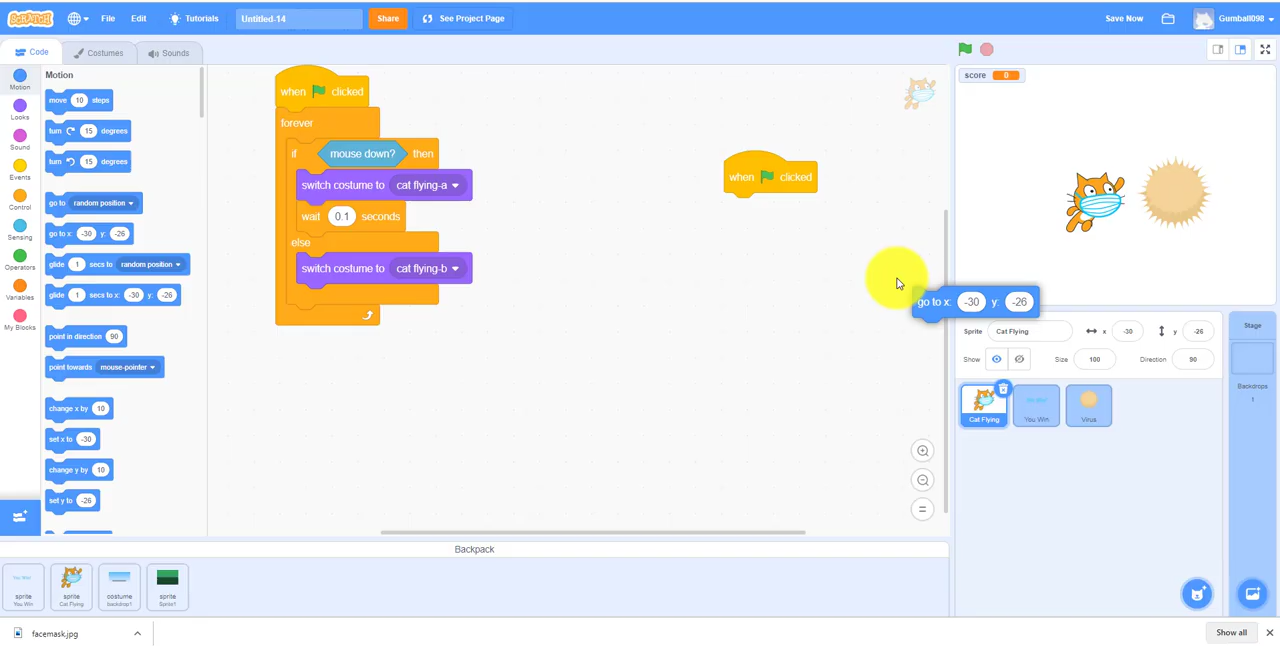 SCRATCH File Edit Tutorials Untitled-14 Share See Project Page Save Now Gumball098
Code Costumes Sounds
Motion
Looks
Sound
Events
Control
Sensing
Operators
Variables
My Blocks
Motion
move 10 steps
turn 15 degrees
turn 15 degrees
go to random position
go to x: -30 y: -26
glide 1 secs to random position
glide 1 secs to x: -30 y: -26
point in direction 90
point towards mouse-pointer
change x by 10
set x to -30
change y by 10
set y to -26
when clicked
forever
if mouse down? then
switch costume to cat flying-a
wait 0.1 seconds
else
switch costume to cat flying-b
when clicked
go to x: -30 y: -26
score 0
Sprite Cat Flying x -30 y -26
Show Size 100 Direction 90
Cat Flying
You Win
Virus
Stage
Backdrops
1
Backpack
You Win!
sprite
You Win
sprite
Cat Flying
costume
backdrop1
sprite
Sprite1
facemask.jpg
Show all